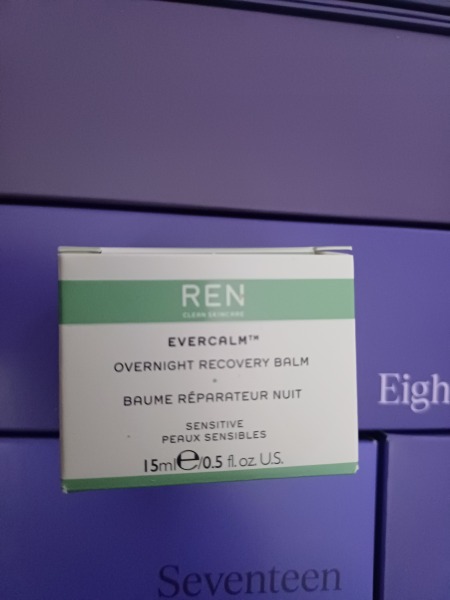 REN
CLEAN SKINCARE
EVERCALM™
OVERNIGHT RECOVERY BALM
•
BAUME RÉPARATEUR NUIT
SENSITIVE
PEAUX SENSIBLES
15ml℮/0.5 fl.oz. U.S.
Eigh
Seventeen